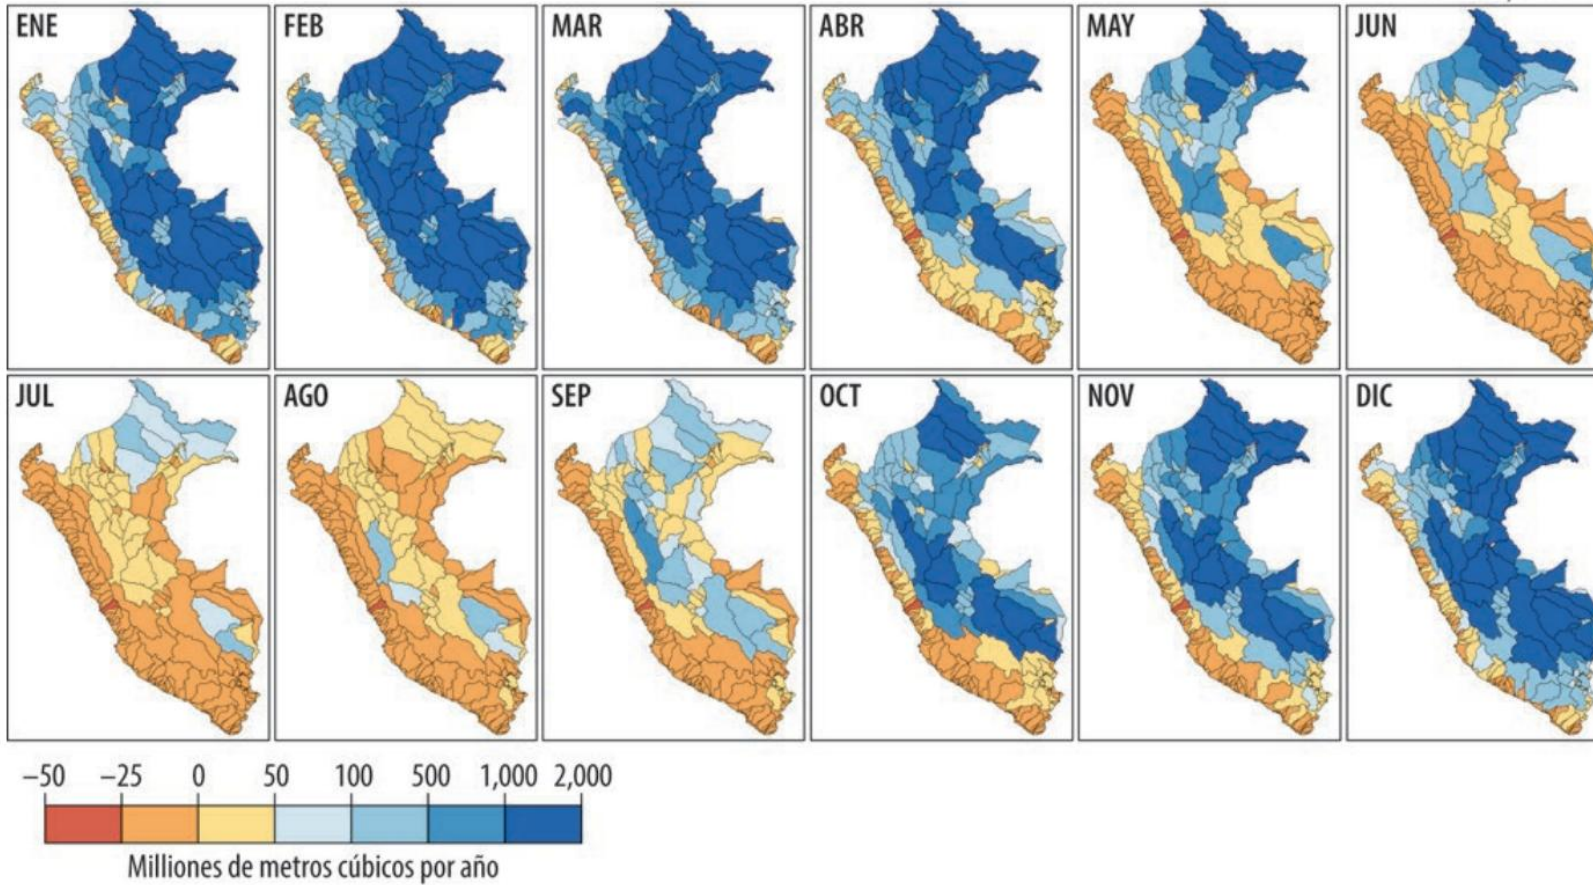 ENE FEB MAR ABR MAY JUN
JUL AGO SEP OCT NOV DIC
−50 −25 0 50 100 500 1,000 2,000
Milliones de metros cúbicos por año